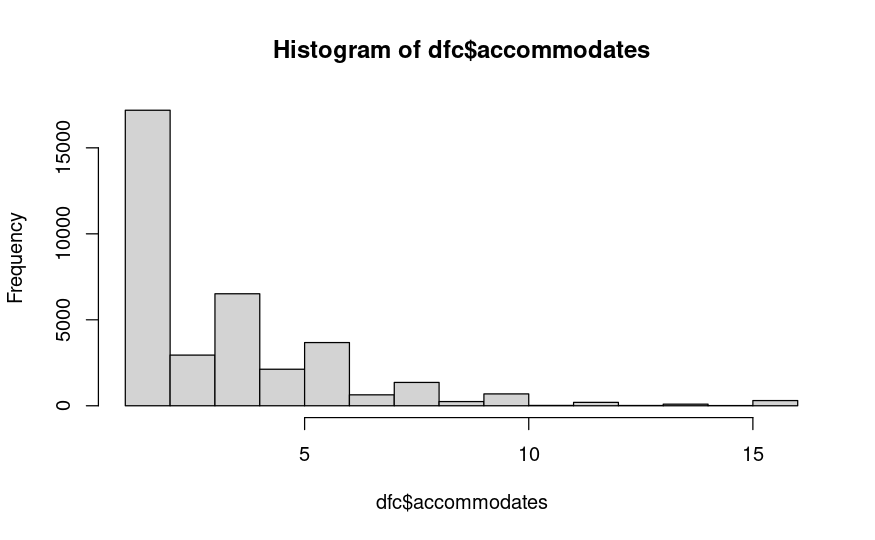 Histogram of dfc$accommodates
Frequency
15000
10000
5000
0
5 10 15
dfc$accommodates